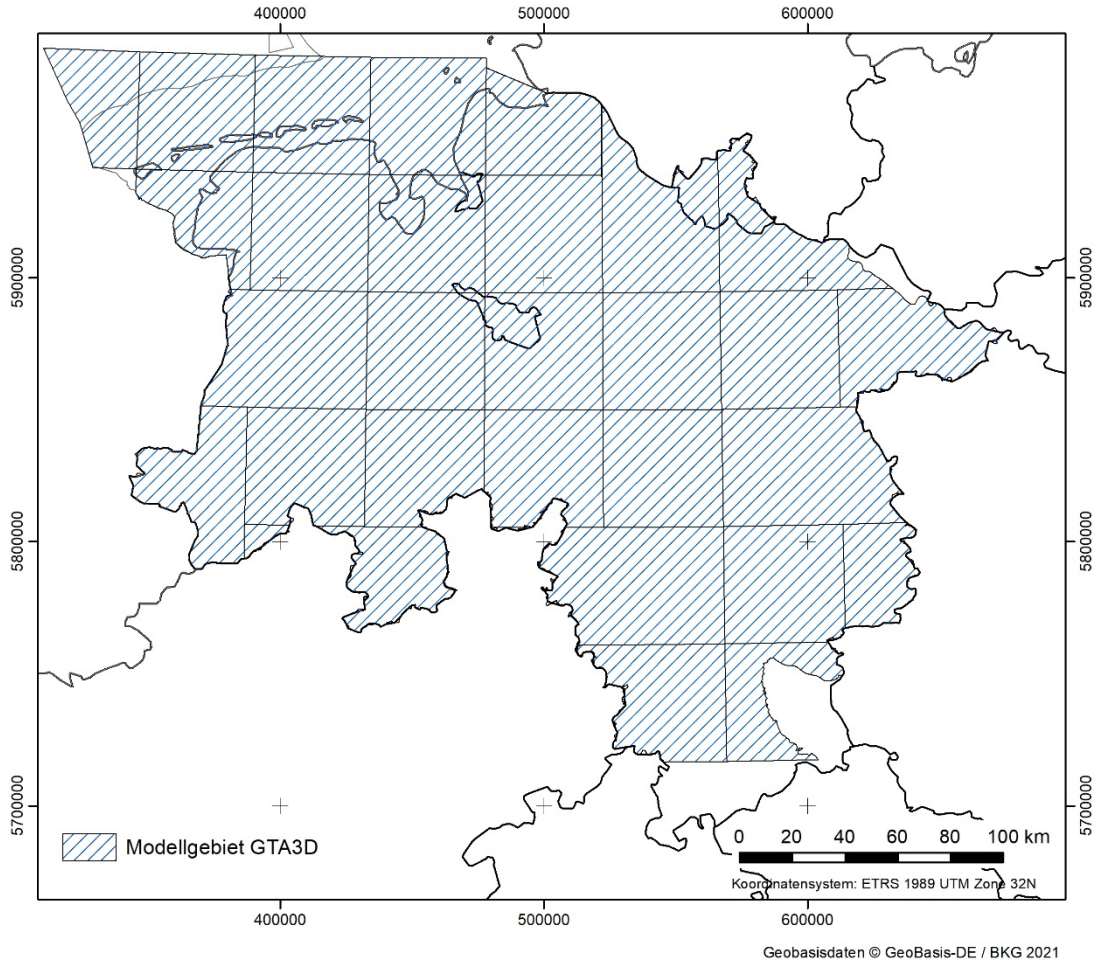 400000 500000 600000
5900000 5900000
5800000 5800000
5700000 5700000
0 20 40 60 80 100 km
Modellgebiet GTA3D
Koordinatensystem: ETRS 1989 UTM Zone 32N
400000 500000 600000
Geobasisdaten © GeoBasis-DE / BKG 2021